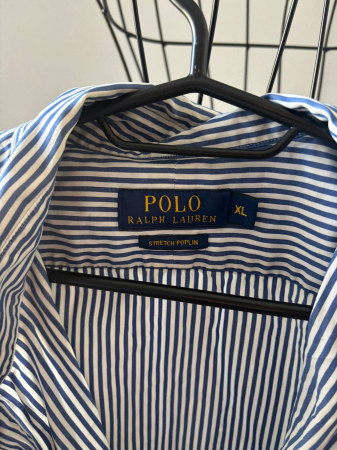 POLO
RALPH LAUREN
XL
STRETCH POPLIN